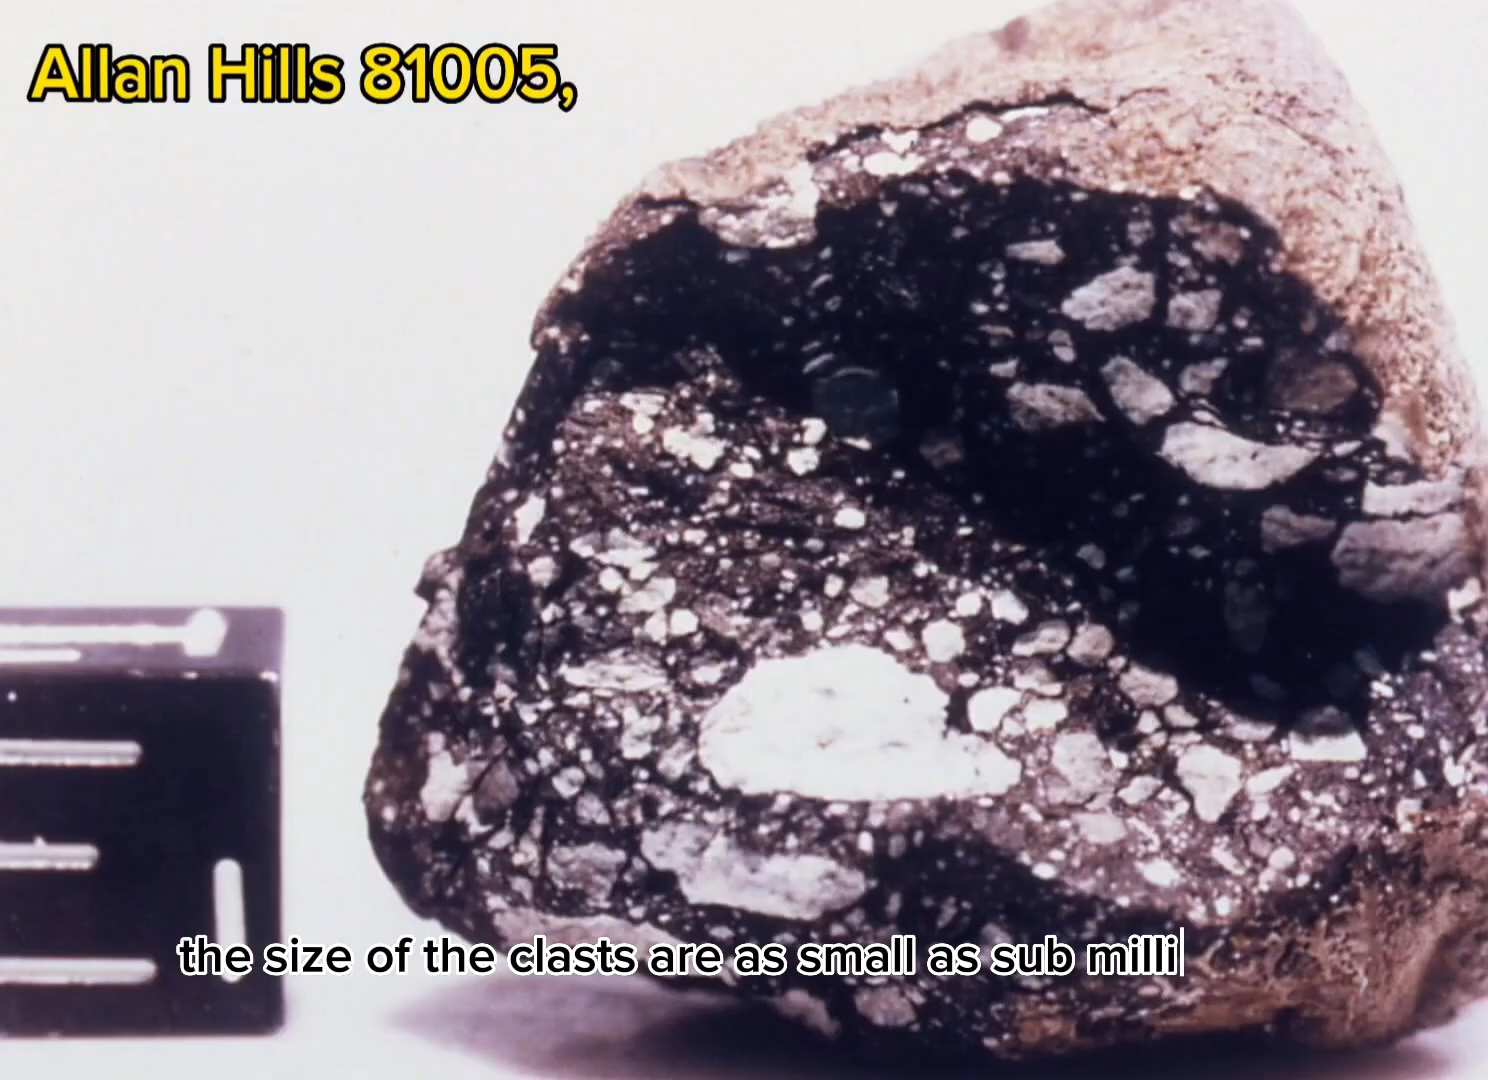 Allan Hills 81005,
the size of the clasts are as small as sub milli